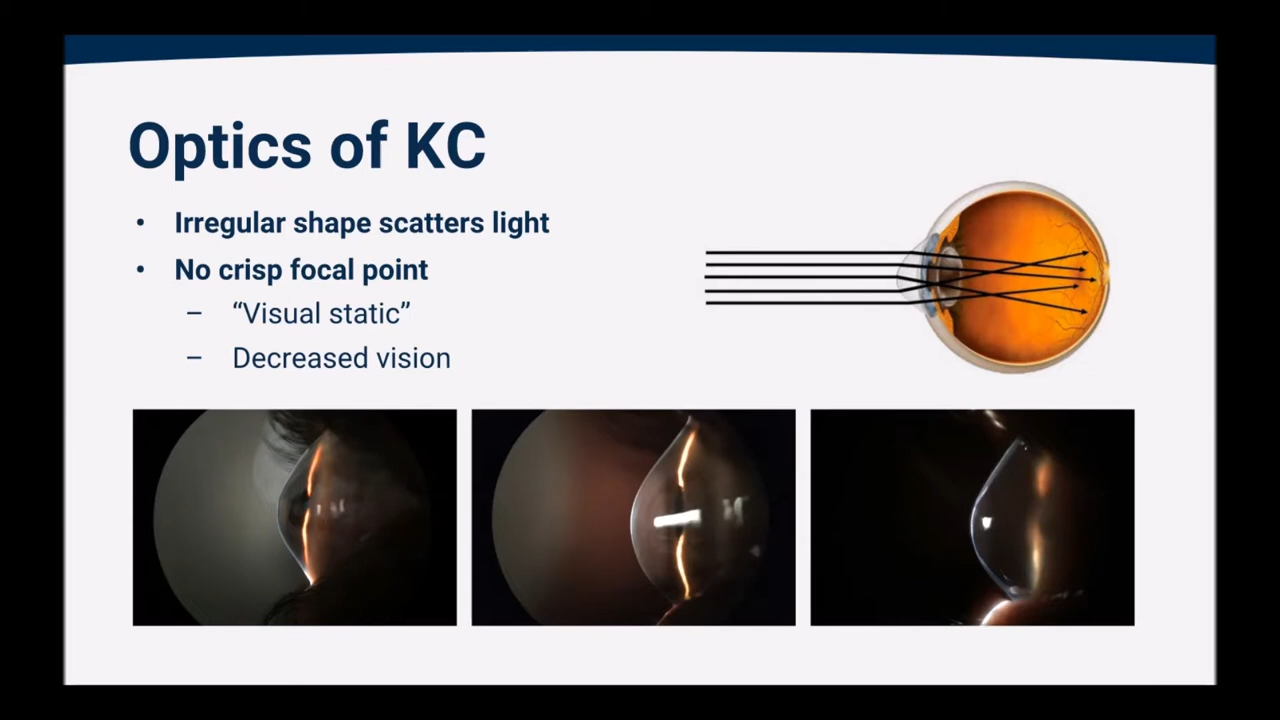 Optics of KC
• Irregular shape scatters light
• No crisp focal point
– “Visual static”
– Decreased vision